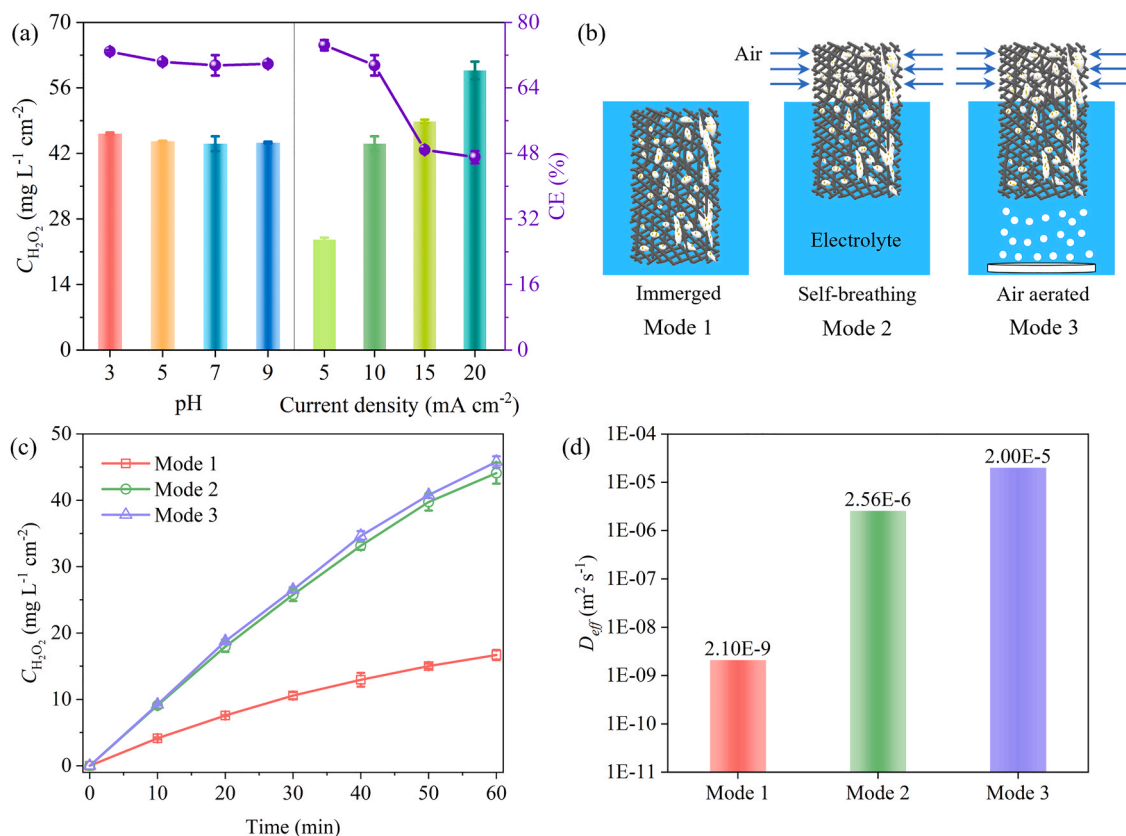 (a)
70
56
42
28
14
0
C_H₂O₂ (mg L⁻¹ cm⁻²)
80
64
48
32
16
0
CE (%)
3 5 7 9 5 10 15 20
pH Current density (mA cm⁻²)
(b)
Air
Electrolyte
Immerged Self-breathing Air aerated
Mode 1 Mode 2 Mode 3
(c)
50
40
30
20
10
0
C_H₂O₂ (mg L⁻¹ cm⁻²)
Mode 1
Mode 2
Mode 3
0 10 20 30 40 50 60
Time (min)
(d)
1E-04
1E-05
1E-06
1E-07
1E-08
1E-09
1E-10
1E-11
D_eff (m² s⁻¹)
2.10E-9
2.56E-6
2.00E-5
Mode 1 Mode 2 Mode 3